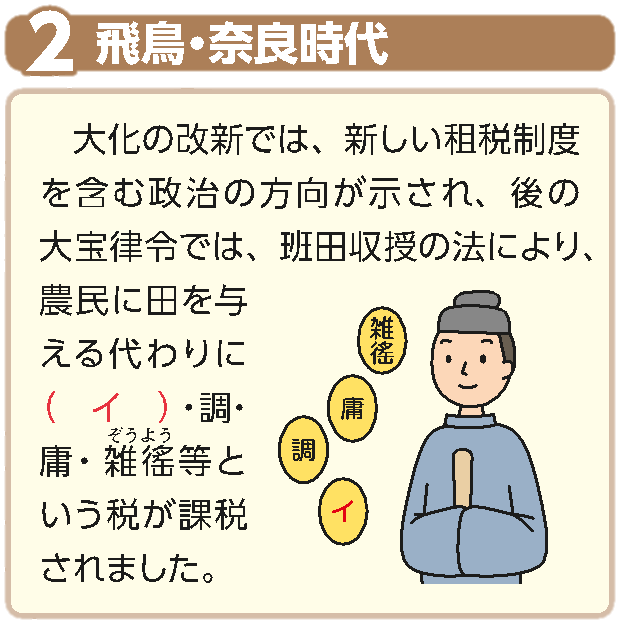 2 飛鳥・奈良時代
大化の改新では、新しい租税制度
を含む政治の方向が示され、後の
大宝律令では、班田収授の法により、
農民に田を与
える代わりに
(　イ　)・調・
ぞうよう
庸・雑徭等と
いう税が課税
されました。
雑徭
庸
調
イ